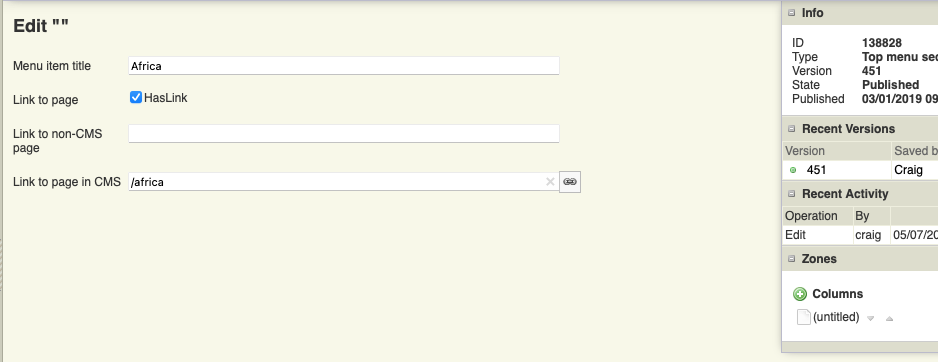 Edit ""
Menu item title
Africa
Link to page
HasLink
Link to non-CMS
page
Link to page in CMS
/africa
Info
ID 138828
Type Top menu sec
Version 451
State Published
Published 03/01/2019 09
Recent Versions
Version Saved b
451 Craig
Recent Activity
Operation By
Edit craig 05/07/20
Zones
Columns
(untitled)